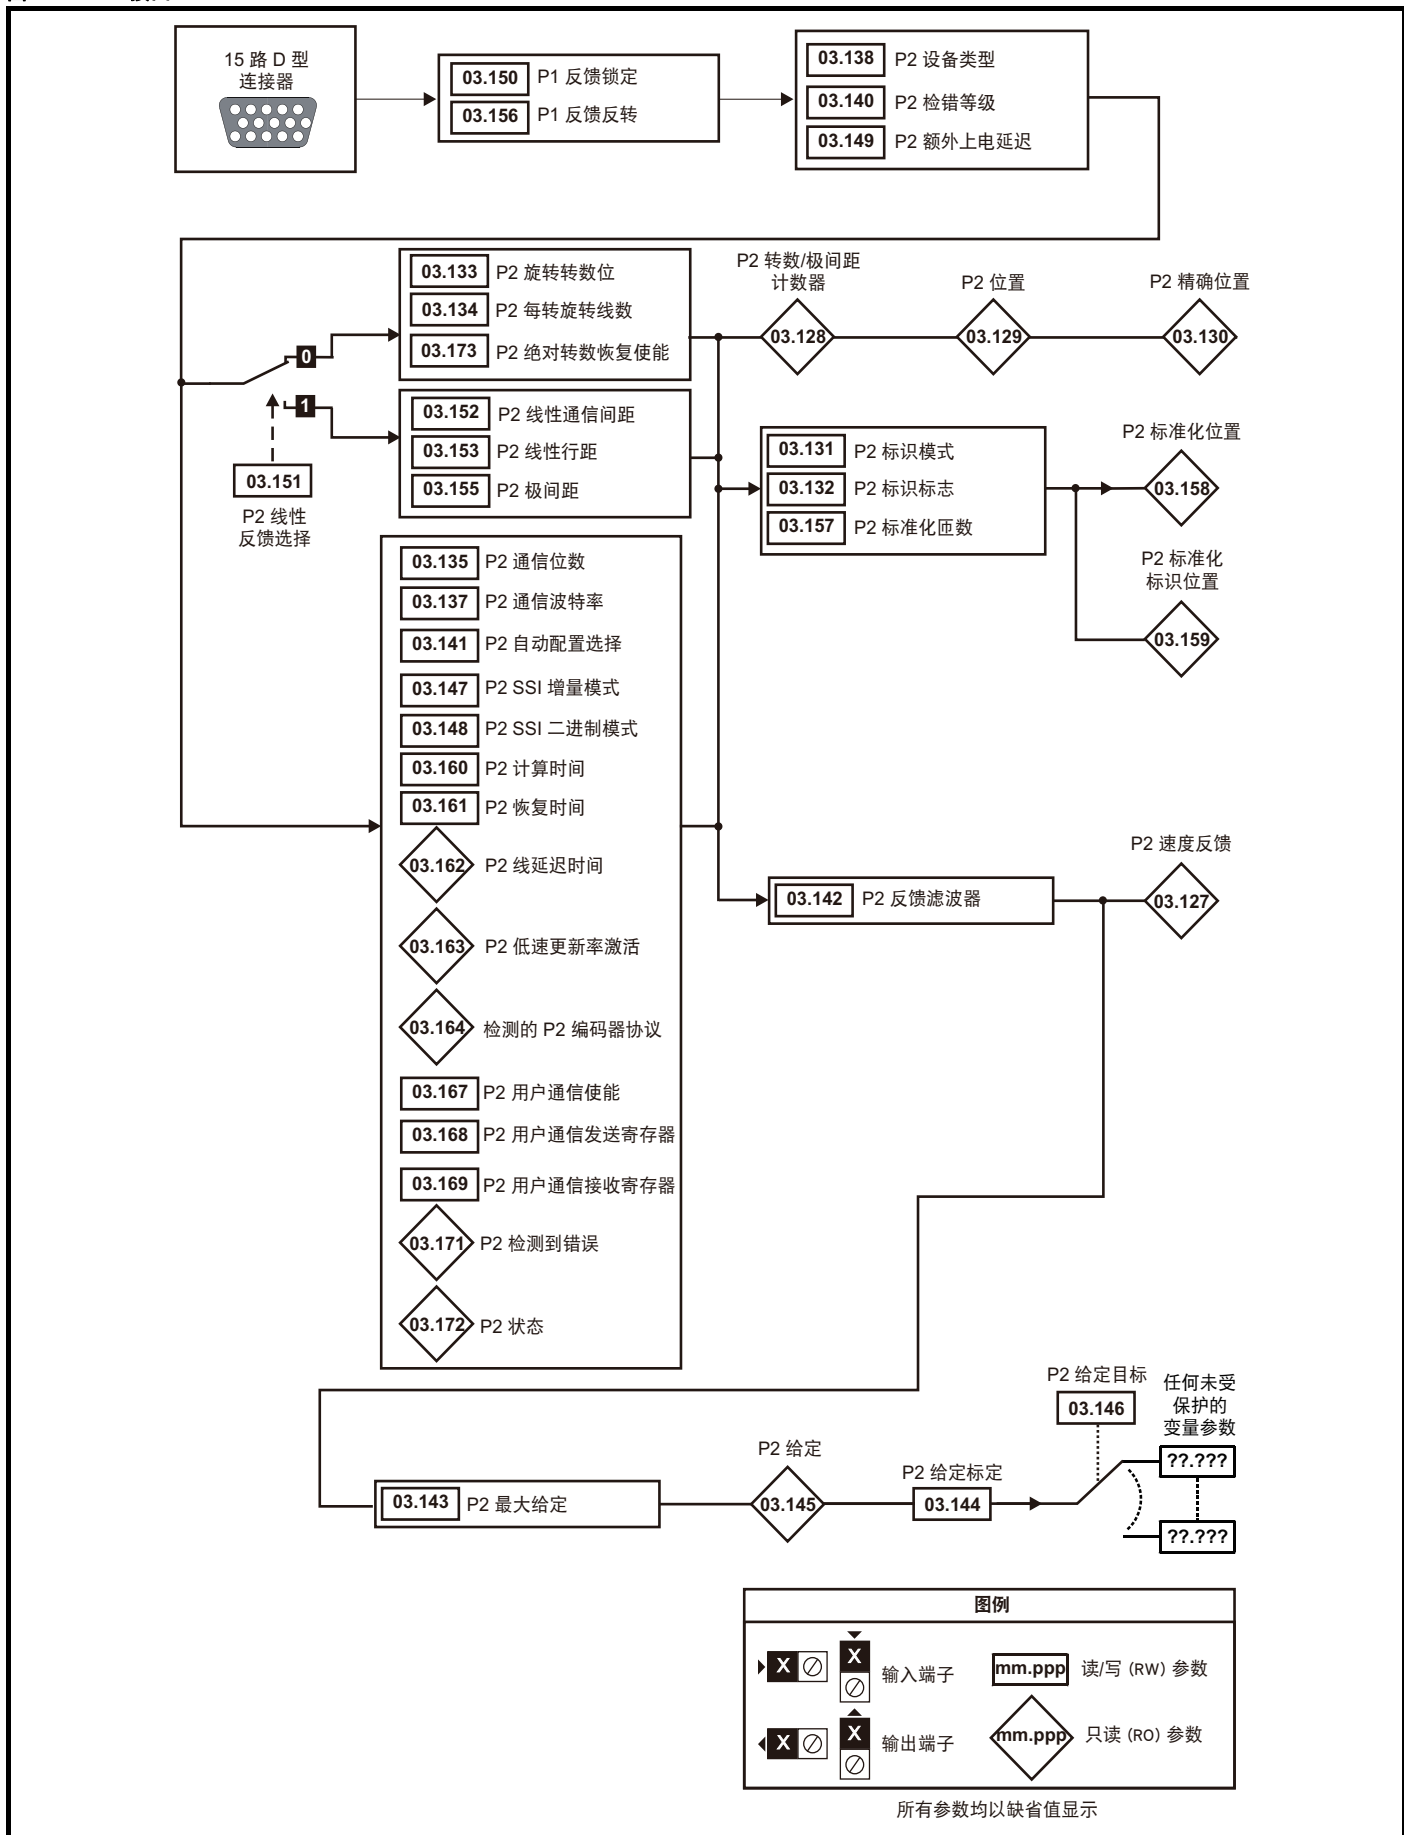 15 路 D 型
连接器
03.150 P1 反馈锁定
03.156 P1 反馈反转
03.138 P2 设备类型
03.140 P2 检错等级
03.149 P2 额外上电延迟
03.133 P2 旋转转数位
03.134 P2 每转旋转线数
03.173 P2 绝对转数恢复使能
0
1
03.151
P2 线性
反馈选择
03.152 P2 线性通信间距
03.153 P2 线性行距
03.155 P2 极间距
P2 转数/极间距
计数器
03.128
P2 位置
03.129
P2 精确位置
03.130
03.131 P2 标识模式
03.132 P2 标识标志
03.157 P2 标准化匝数
P2 标准化位置
03.158
P2 标准化
标识位置
03.159
03.135 P2 通信位数
03.137 P2 通信波特率
03.141 P2 自动配置选择
03.147 P2 SSI 增量模式
03.148 P2 SSI 二进制模式
03.160 P2 计算时间
03.161 P2 恢复时间
03.162 P2 线延迟时间
03.163 P2 低速更新率激活
03.164 检测的 P2 编码器协议
03.167 P2 用户通信使能
03.168 P2 用户通信发送寄存器
03.169 P2 用户通信接收寄存器
03.171 P2 检测到错误
03.172 P2 状态
03.142 P2 反馈滤波器
P2 速度反馈
03.127
03.143 P2 最大给定
P2 给定
03.145
P2 给定标定
03.144
P2 给定目标
03.146
任何未受
保护的
变量参数
??.???
??.???
图例
X X 输入端子
mm.ppp 读/写 (RW) 参数
X X 输出端子
mm.ppp 只读 (RO) 参数
所有参数均以缺省值显示